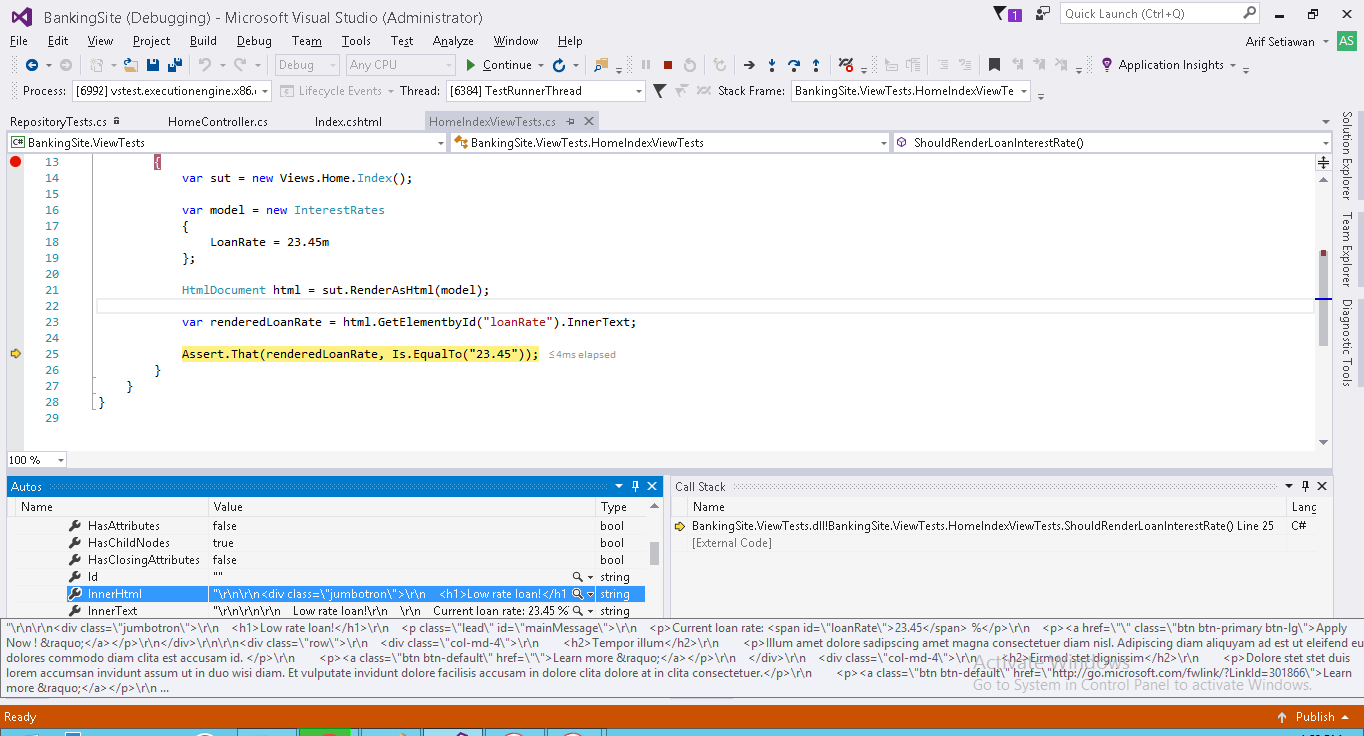 BankingSite (Debugging) - Microsoft Visual Studio (Administrator)
1
Quick Launch (Ctrl+Q)
File Edit View Project Build Debug Team Tools Test Analyze Window Help
Arif Setiawan AS
Debug Any CPU Continue Application Insights
Process: [6992] vstest.executionengine.x86. Lifecycle Events Thread: [6384] TestRunnerThread Stack Frame: BankingSite.ViewTests.HomeIndexViewTe
RepositoryTests.cs HomeController.cs Index.cshtml HomeIndexViewTests.cs
C# BankingSite.ViewTests BankingSite.ViewTests.HomeIndexViewTests ShouldRenderLoanInterestRate()
13 {
14 var sut = new Views.Home.Index();
15
16 var model = new InterestRates
17 {
18 LoanRate = 23.45m
19 };
20
21 HtmlDocument html = sut.RenderAsHtml(model);
22
23 var renderedLoanRate = html.GetElementbyId("loanRate").InnerText;
24
25 Assert.That(renderedLoanRate, Is.EqualTo("23.45")); ≤4ms elapsed
26 }
27 }
28 }
29
100 %
Solution Explorer
Team Explorer
Diagnostic Tools
Autos
Name Value Type
HasAttributes false bool
HasChildNodes true bool
HasClosingAttributes false bool
Id "" string
InnerHtml "\r\n\r\n<div class=\"jumbotron\">\r\n <h1>Low rate loan!</h1 string
InnerText "\r\n\r\n\r\n Low rate loan!\r\n \r\n Current loan rate: 23.45 % string
Call Stack
Name Lang
BankingSite.ViewTests.dll!BankingSite.ViewTests.HomeIndexViewTests.ShouldRenderLoanInterestRate() Line 25 C#
[External Code]
"\r\n\r\n<div class=\"jumbotron\">\r\n <h1>Low rate loan!</h1>\r\n <p class=\"lead\" id=\"mainMessage\">\r\n <p>Current loan rate: <span id=\"loanRate\">23.45</span> %</p>\r\n <p><a href=\"\" class=\"btn btn-primary btn-lg\">Apply
Now ! &raquo;</a></p>\r\n</div>\r\n\r\n<div class=\"row\">\r\n <div class=\"col-md-4\">\r\n <h2>Tempor illum</h2>\r\n <p>Illum amet dolore sadipscing amet magna consectetuer diam nisl. Adipiscing diam aliquyam ad est ut eleifend eu
dolores commodo diam clita est accusam id. </p>\r\n <p><a class=\"btn btn-default\" href=\"\">Learn more &raquo;</a></p>\r\n </div>\r\n <div class=\"col-md-4\">\r\n <h2>Eirmod stet dignissim</h2>\r\n <p>Dolore stet stet duis
lorem accumsan invidunt assum ut in duo wisi diam. Et vulputate invidunt dolore facilisis accusam in dolore clita dolore at in clita consectetuer.</p>\r\n <p><a class=\"btn btn-default\" href=\"http://go.microsoft.com/fwlink/?LinkId=301866\">Learn
more &raquo;</a></p>\r\n ...
Activate Windows
Go to System in Control Panel to activate Windows.
Ready Publish